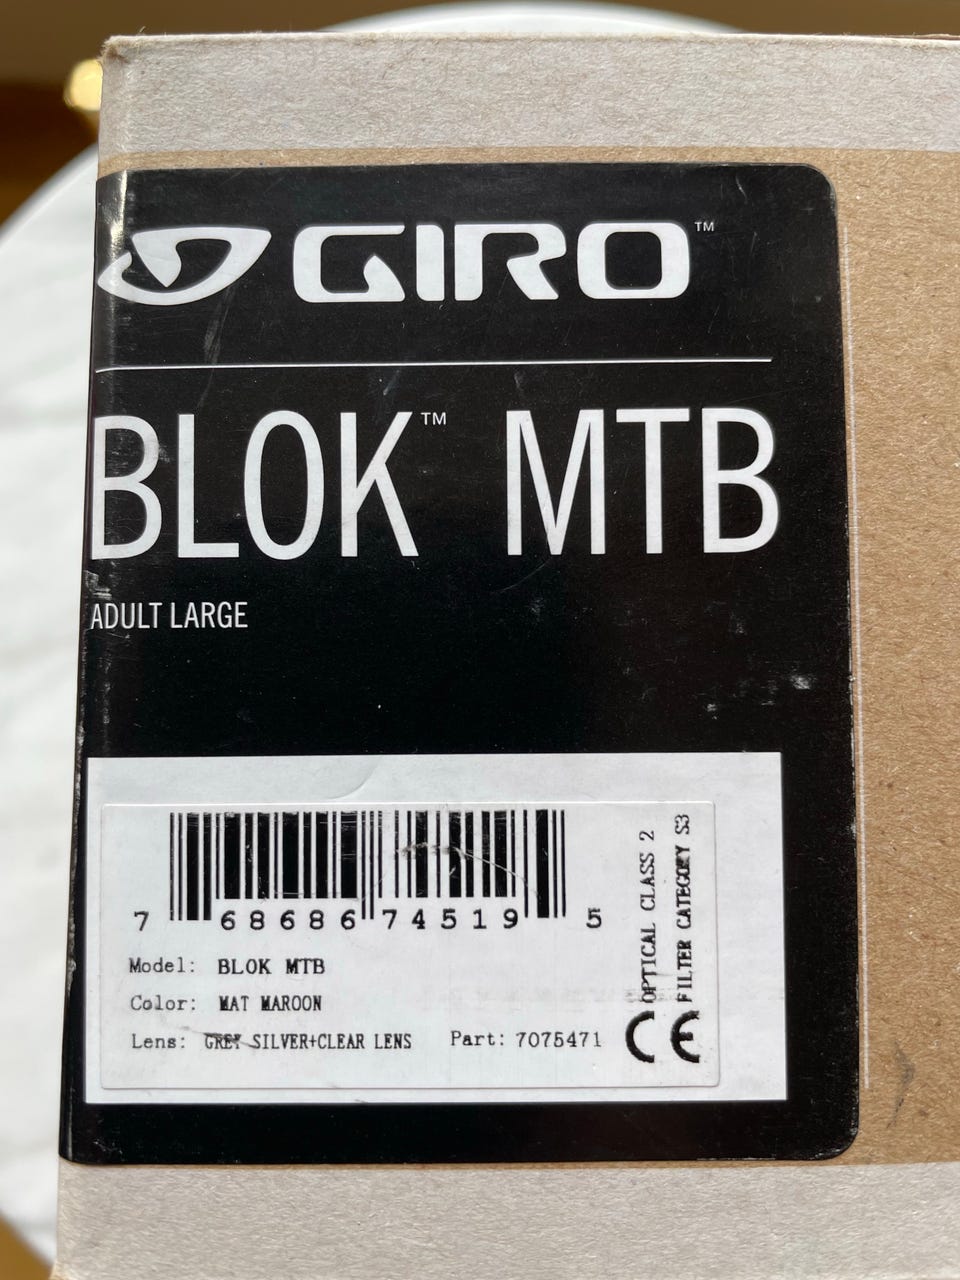 GIRO™
BLOK™ MTB
ADULT LARGE
7 68686 74519 5
Model: BLOK MTB
Color: MAT MAROON
Lens: GREY SILVER+CLEAR LENS Part: 7075471
OPTICAL CLASS 2
FILTER CATEGORY S3
CE